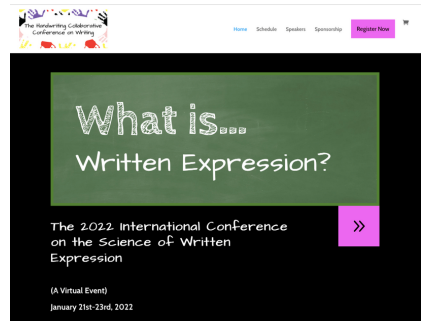 The Handwriting Collaborative
Conference on Writing
Home Schedule Speakers Sponsorship Register Now
What is...
Written Expression?
The 2022 International Conference
on the Science of Written
Expression
(A Virtual Event)
January 21st-23rd, 2022